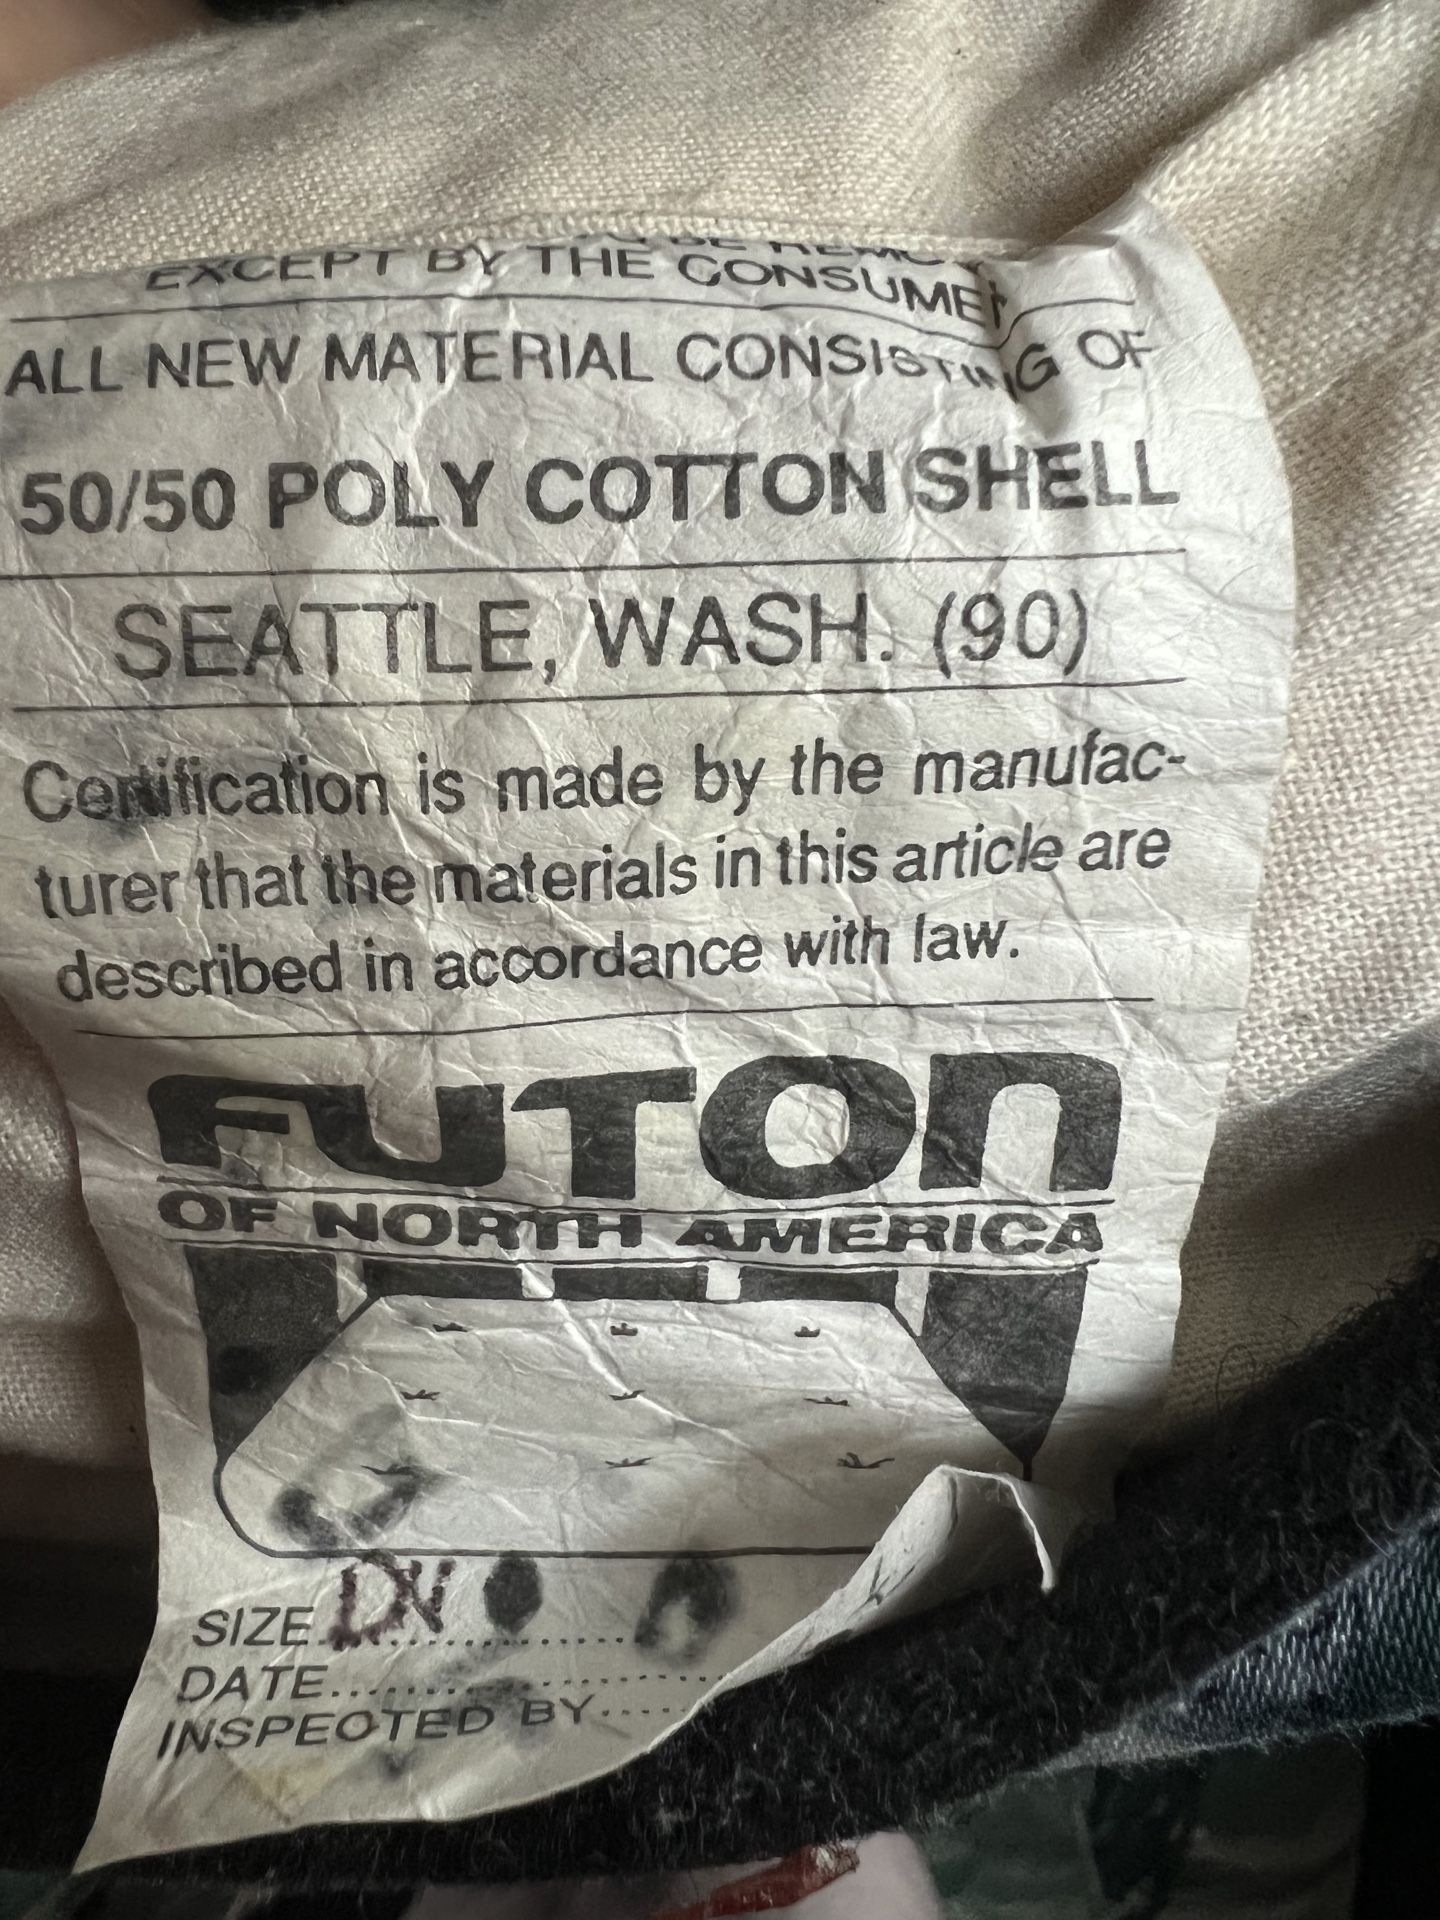 BE REMO
EXCEPT BY THE CONSUMER
ALL NEW MATERIAL CONSISTING OF
50/50 POLY COTTON SHELL
SEATTLE, WASH. (90)
Certification is made by the manufac-
turer that the materials in this article are
described in accordance with law.
FUTON
OF NORTH AMERICA
SIZE
DATE
INSPECTED BY